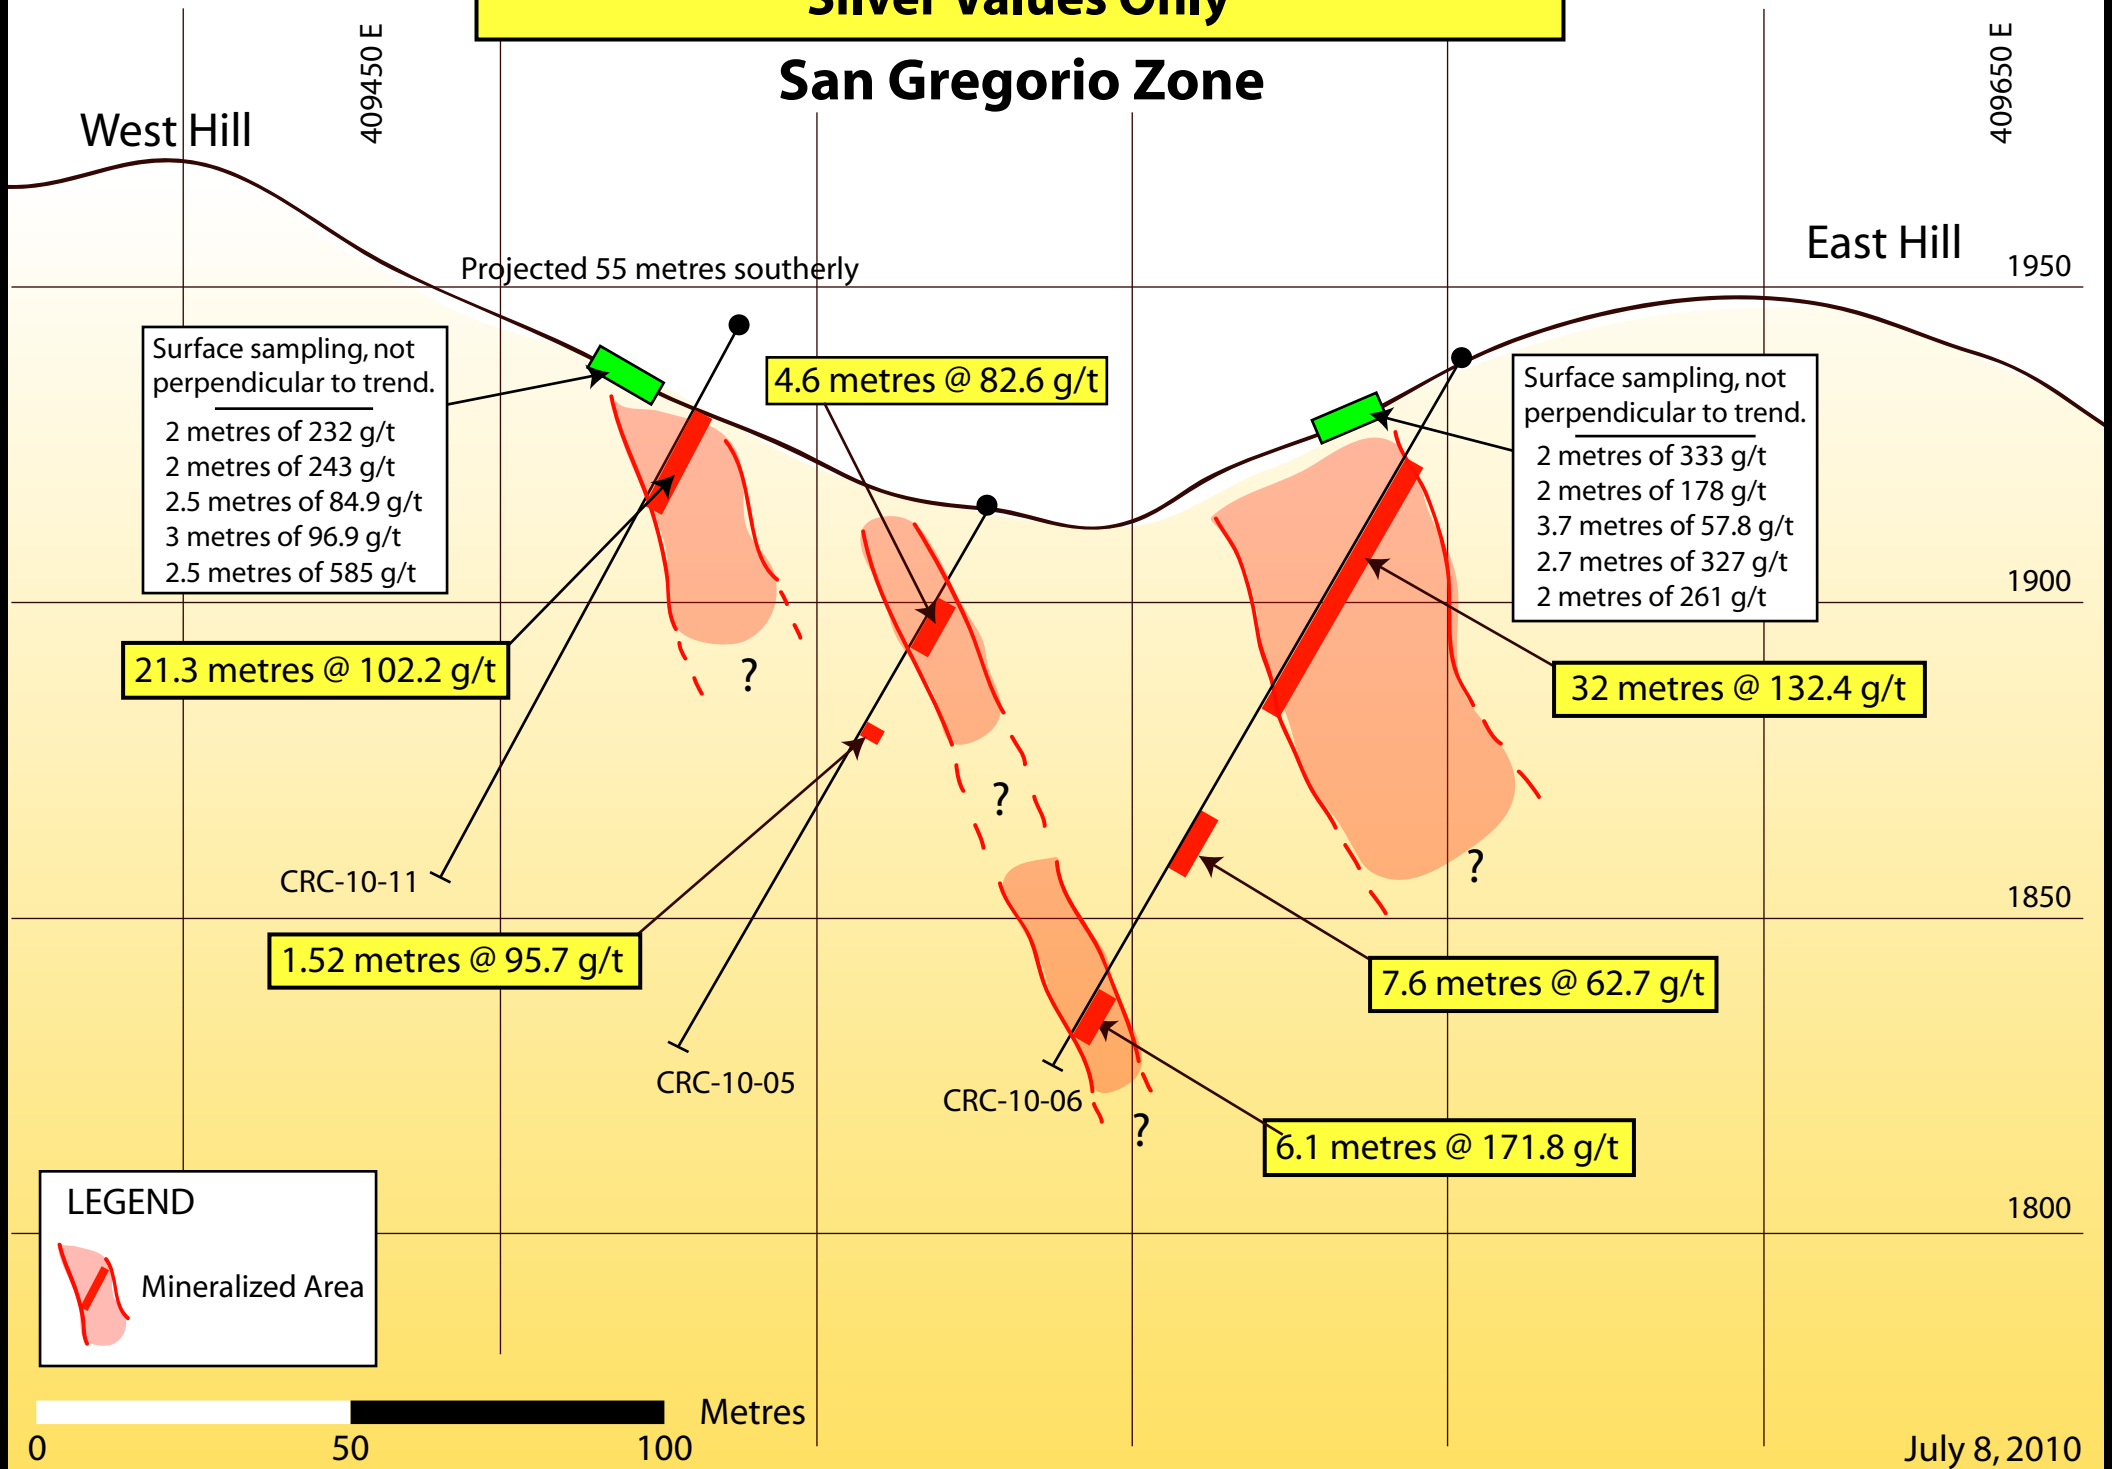 Silver Values Only
San Gregorio Zone
409450 E
409650 E
West Hill
East Hill
Projected 55 metres southerly
1950
Surface sampling, not
perpendicular to trend.
2 metres of 232 g/t
2 metres of 243 g/t
2.5 metres of 84.9 g/t
3 metres of 96.9 g/t
2.5 metres of 585 g/t
4.6 metres @ 82.6 g/t
Surface sampling, not
perpendicular to trend.
2 metres of 333 g/t
2 metres of 178 g/t
3.7 metres of 57.8 g/t
2.7 metres of 327 g/t
2 metres of 261 g/t
1900
21.3 metres @ 102.2 g/t
?
32 metres @ 132.4 g/t
?
?
CRC-10-11
1850
1.52 metres @ 95.7 g/t
7.6 metres @ 62.7 g/t
CRC-10-05
CRC-10-06
?
6.1 metres @ 171.8 g/t
1800
LEGEND
Mineralized Area
Metres
0 50 100
July 8, 2010